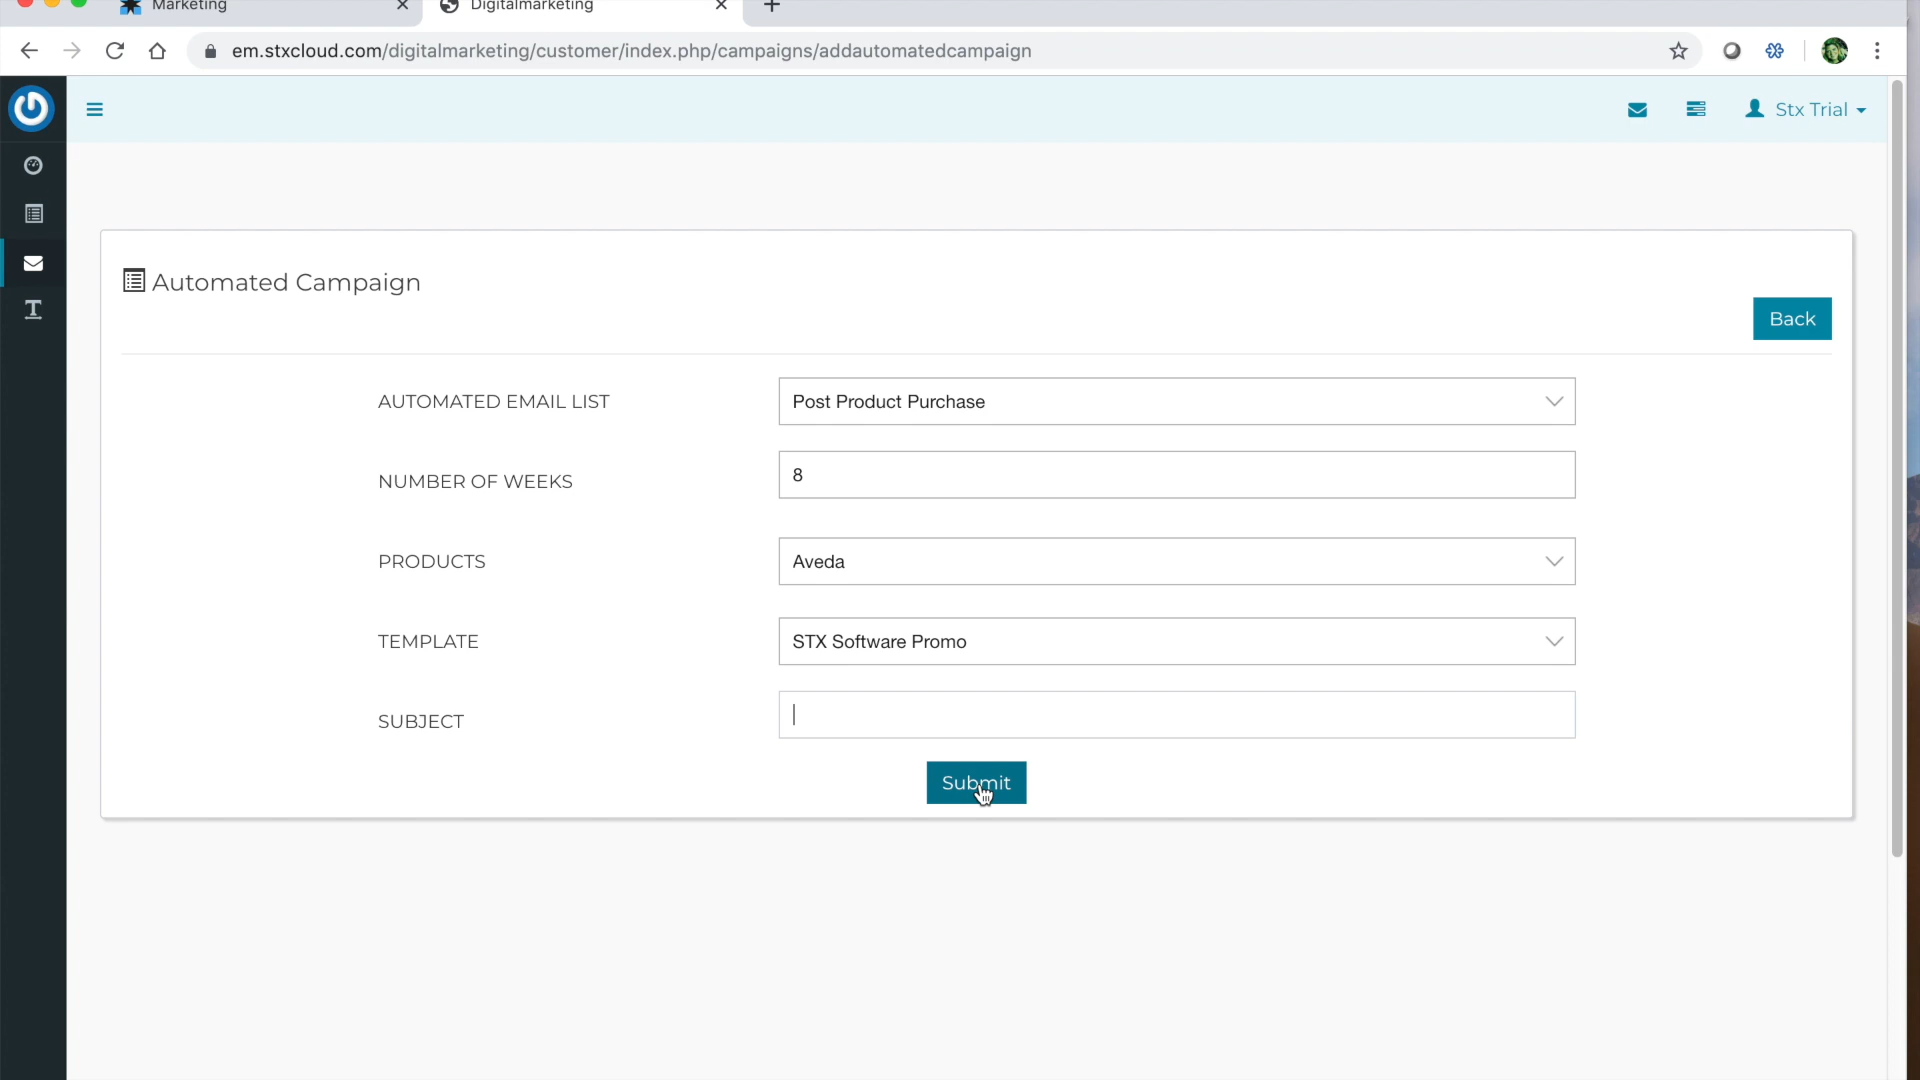 Marketing
Digitalmarketing
em.stxcloud.com/digitalmarketing/customer/index.php/campaigns/addautomatedcampaign
Stx Trial
Automated Campaign
Back
AUTOMATED EMAIL LIST
Post Product Purchase
NUMBER OF WEEKS
8
PRODUCTS
Aveda
TEMPLATE
STX Software Promo
SUBJECT
Submit